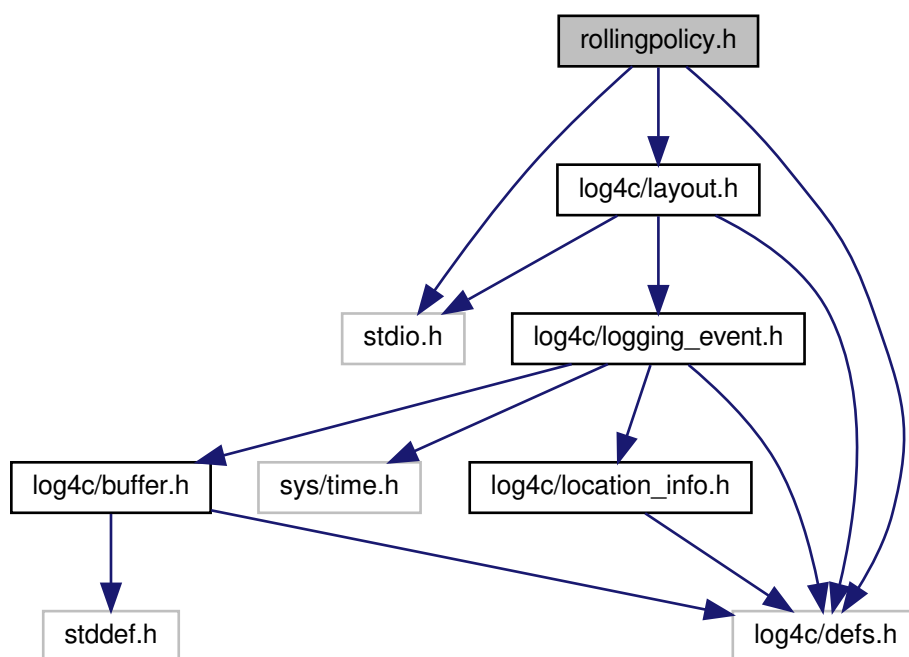 rollingpolicy.h
log4c/layout.h
stdio.h
log4c/logging_event.h
log4c/buffer.h
sys/time.h
log4c/location_info.h
stddef.h
log4c/defs.h